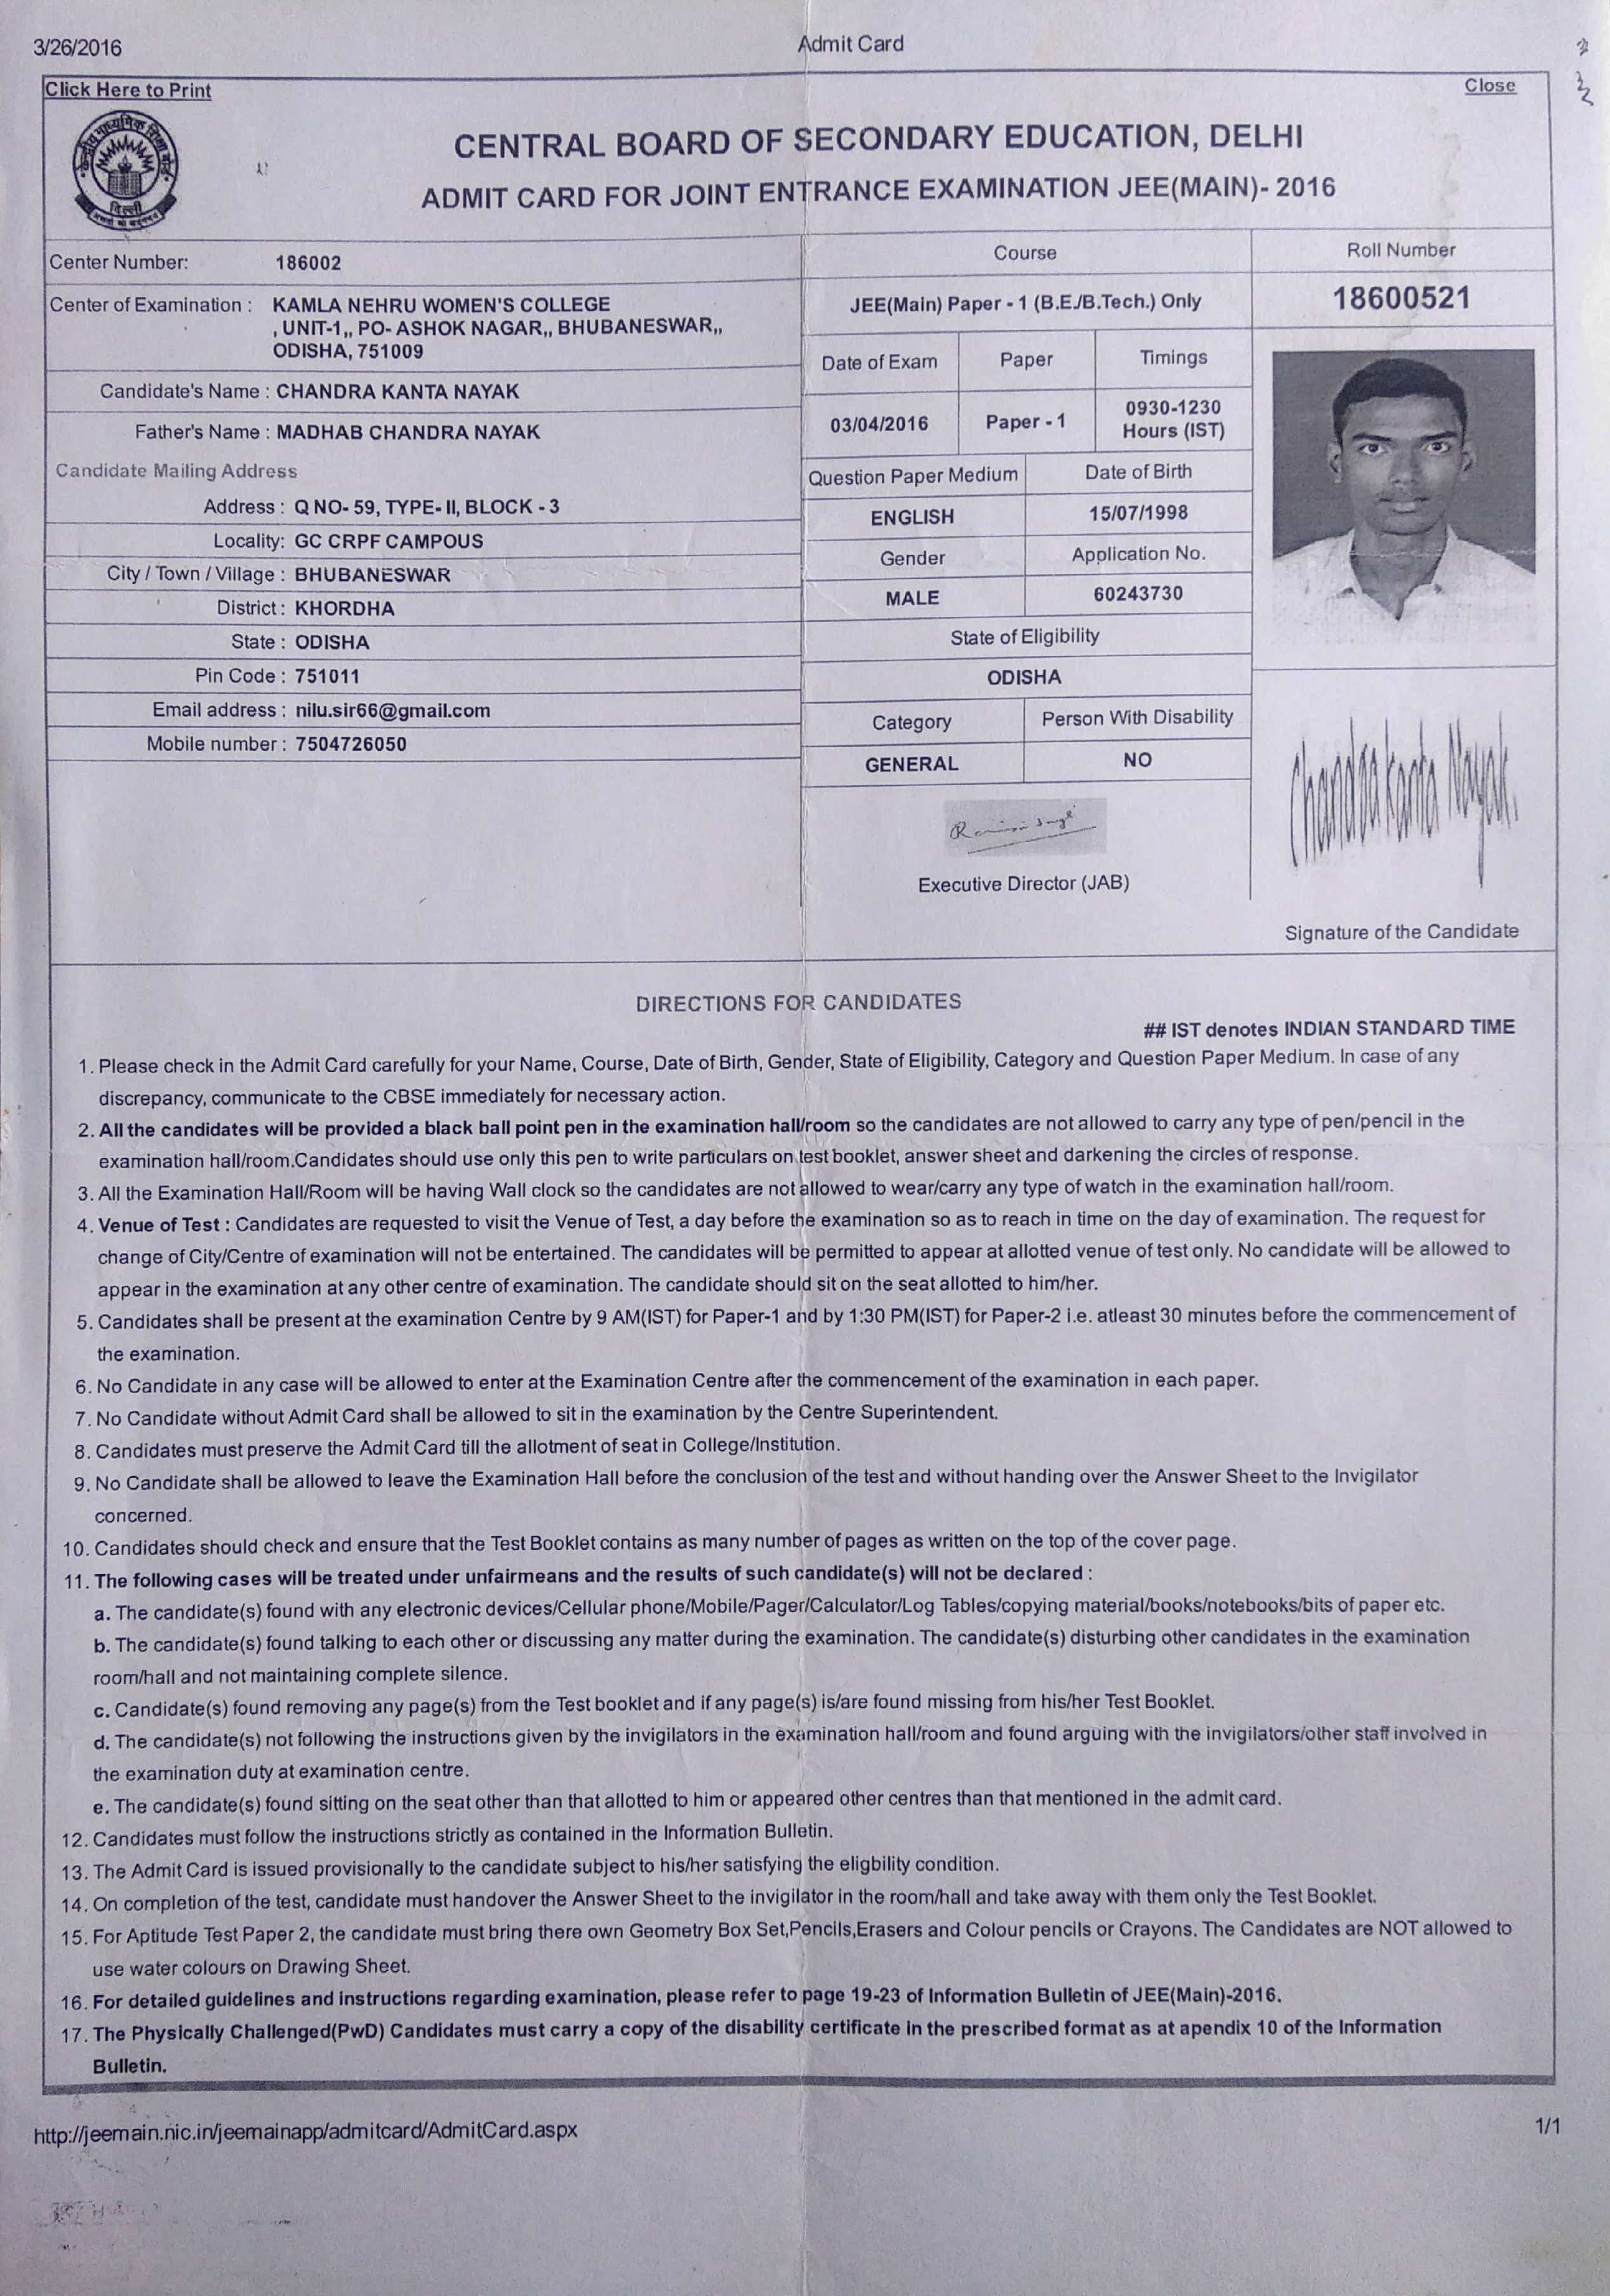 3/26/2016
Admit Card
Click Here to Print
Close
दिल्ली
CENTRAL BOARD OF SECONDARY EDUCATION, DELHI
ADMIT CARD FOR JOINT ENTRANCE EXAMINATION JEE(MAIN)- 2016
Center Number: 186002
Center of Examination : KAMLA NEHRU WOMEN'S COLLEGE
, UNIT-1,, PO- ASHOK NAGAR,, BHUBANESWAR,,
ODISHA, 751009
Candidate's Name : CHANDRA KANTA NAYAK
Father's Name : MADHAB CHANDRA NAYAK
Candidate Mailing Address
Address : Q NO- 59, TYPE- II, BLOCK - 3
Locality: GC CRPF CAMPOUS
City / Town / Village : BHUBANESWAR
District : KHORDHA
State : ODISHA
Pin Code : 751011
Email address : nilu.sir66@gmail.com
Mobile number : 7504726050
Course
JEE(Main) Paper - 1 (B.E./B.Tech.) Only
Date of Exam Paper Timings
03/04/2016 Paper - 1 0930-1230
Hours (IST)
Question Paper Medium Date of Birth
ENGLISH 15/07/1998
Gender Application No.
MALE 60243730
State of Eligibility
ODISHA
Category Person With Disability
GENERAL NO
Executive Director (JAB)
Roll Number
18600521
Chandra Kanta Nayak.
Signature of the Candidate
DIRECTIONS FOR CANDIDATES
## IST denotes INDIAN STANDARD TIME
1. Please check in the Admit Card carefully for your Name, Course, Date of Birth, Gender, State of Eligibility, Category and Question Paper Medium. In case of any
discrepancy, communicate to the CBSE immediately for necessary action.
2. All the candidates will be provided a black ball point pen in the examination hall/room so the candidates are not allowed to carry any type of pen/pencil in the
examination hall/room.Candidates should use only this pen to write particulars on test booklet, answer sheet and darkening the circles of response.
3. All the Examination Hall/Room will be having Wall clock so the candidates are not allowed to wear/carry any type of watch in the examination hall/room.
4. Venue of Test : Candidates are requested to visit the Venue of Test, a day before the examination so as to reach in time on the day of examination. The request for
change of City/Centre of examination will not be entertained. The candidates will be permitted to appear at allotted venue of test only. No candidate will be allowed to
appear in the examination at any other centre of examination. The candidate should sit on the seat allotted to him/her.
5. Candidates shall be present at the examination Centre by 9 AM(IST) for Paper-1 and by 1:30 PM(IST) for Paper-2 i.e. atleast 30 minutes before the commencement of
the examination.
6. No Candidate in any case will be allowed to enter at the Examination Centre after the commencement of the examination in each paper.
7. No Candidate without Admit Card shall be allowed to sit in the examination by the Centre Superintendent.
8. Candidates must preserve the Admit Card till the allotment of seat in College/Institution.
9. No Candidate shall be allowed to leave the Examination Hall before the conclusion of the test and without handing over the Answer Sheet to the Invigilator
concerned.
10. Candidates should check and ensure that the Test Booklet contains as many number of pages as written on the top of the cover page.
11. The following cases will be treated under unfairmeans and the results of such candidate(s) will not be declared :
a. The candidate(s) found with any electronic devices/Cellular phone/Mobile/Pager/Calculator/Log Tables/copying material/books/notebooks/bits of paper etc.
b. The candidate(s) found talking to each other or discussing any matter during the examination. The candidate(s) disturbing other candidates in the examination
room/hall and not maintaining complete silence.
c. Candidate(s) found removing any page(s) from the Test booklet and if any page(s) is/are found missing from his/her Test Booklet.
d. The candidate(s) not following the instructions given by the invigilators in the examination hall/room and found arguing with the invigilators/other staff involved in
the examination duty at examination centre.
e. The candidate(s) found sitting on the seat other than that allotted to him or appeared other centres than that mentioned in the admit card.
12. Candidates must follow the instructions strictly as contained in the Information Bulletin.
13. The Admit Card is issued provisionally to the candidate subject to his/her satisfying the eligbility condition.
14. On completion of the test, candidate must handover the Answer Sheet to the invigilator in the room/hall and take away with them only the Test Booklet.
15. For Aptitude Test Paper 2, the candidate must bring there own Geometry Box Set,Pencils,Erasers and Colour pencils or Crayons. The Candidates are NOT allowed to
use water colours on Drawing Sheet.
16. For detailed guidelines and instructions regarding examination, please refer to page 19-23 of Information Bulletin of JEE(Main)-2016.
17. The Physically Challenged(PwD) Candidates must carry a copy of the disability certificate in the prescribed format as at apendix 10 of the Information
Bulletin.
http://jeemain.nic.in/jeemainapp/admitcard/AdmitCard.aspx
1/1